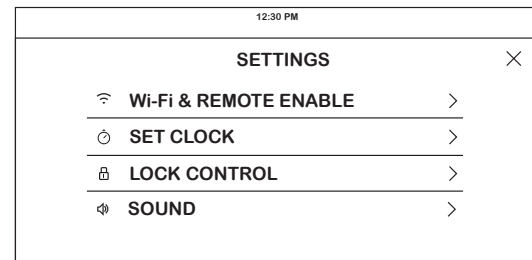 12:30 PM
SETTINGS
Wi-Fi & REMOTE ENABLE
SET CLOCK
LOCK CONTROL
SOUND